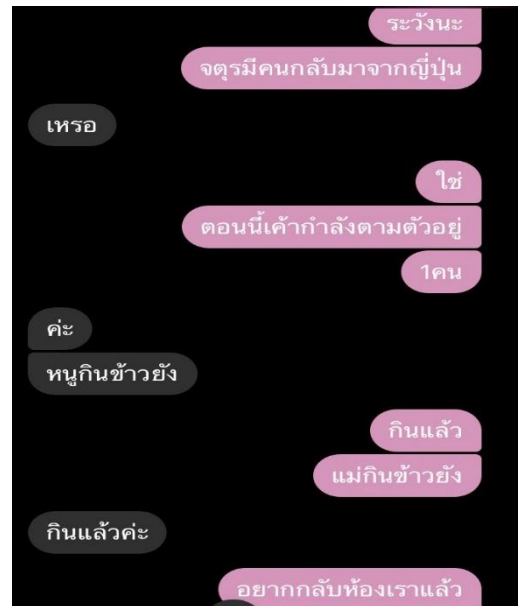 ระวังนะ
จตุรมีคนกลับมาจากญี่ปุ่น
เหรอ
ใช่
ตอนนี้เค้ากำลังตามตัวอยู่
1คน
ค่ะ
หนูกินข้าวยัง
กินแล้ว
แม่กินข้าวยัง
กินแล้วค่ะ
อยากกลับห้องเราแล้ว